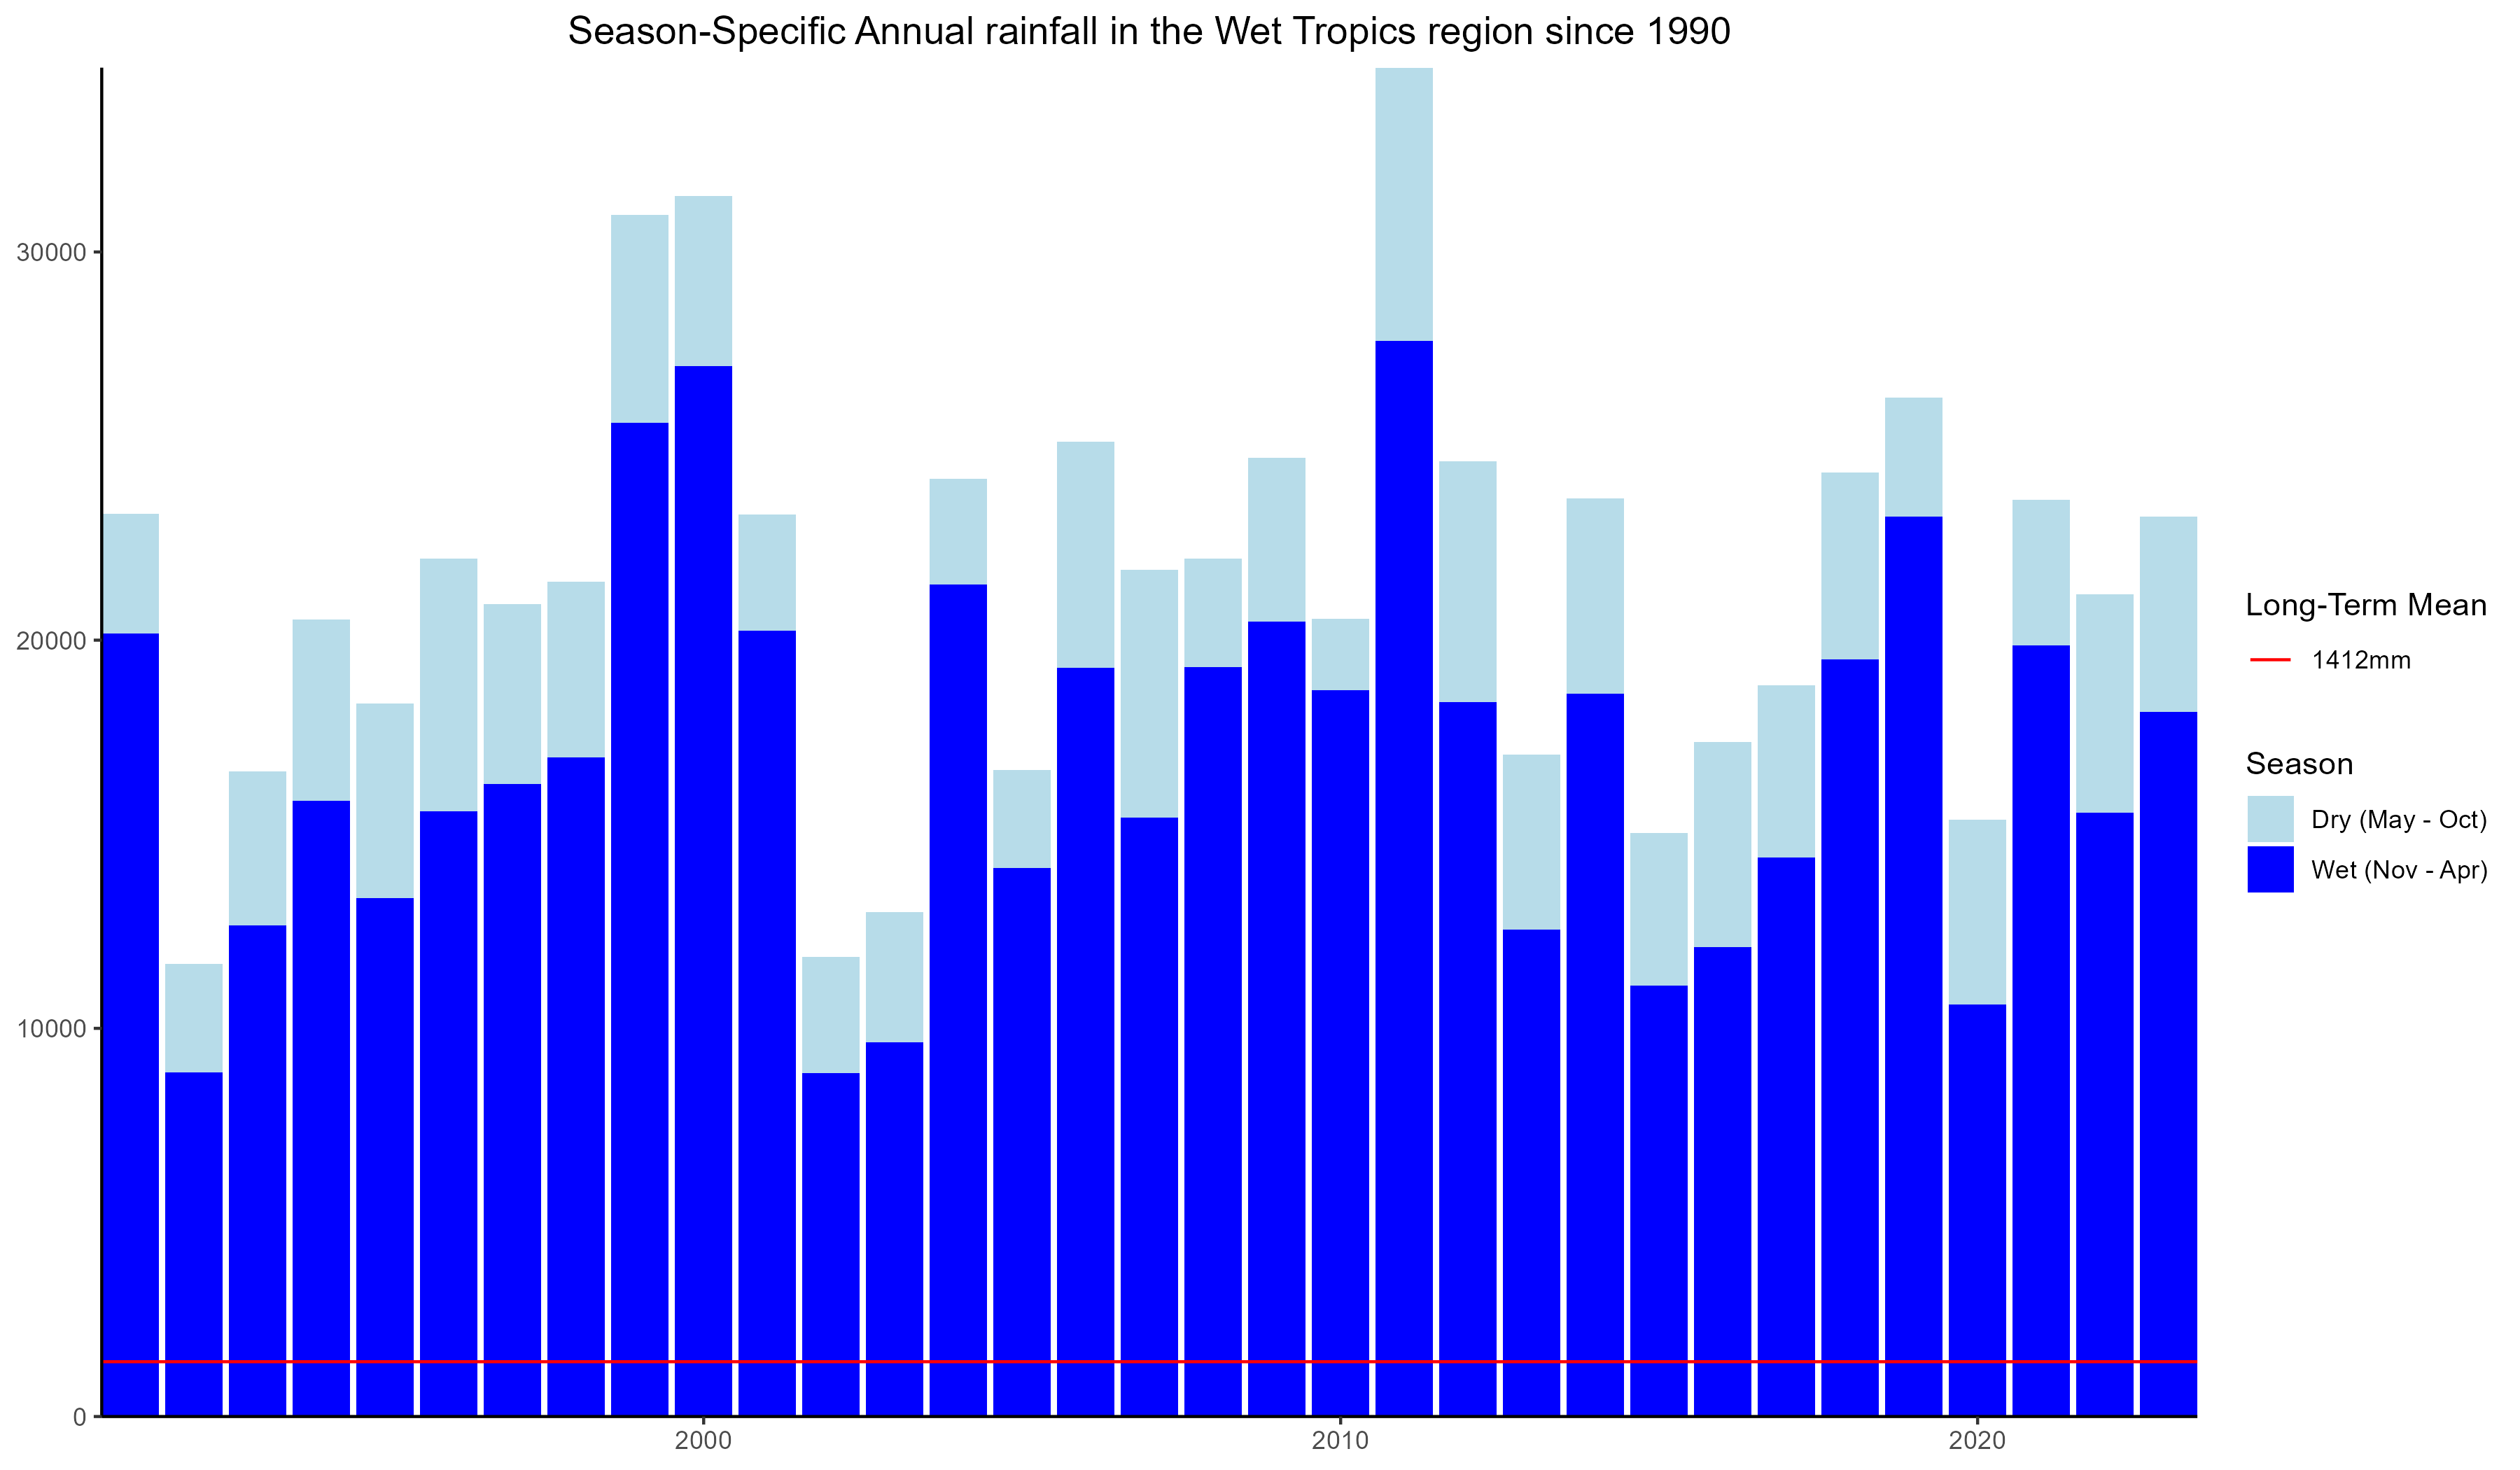 Season-Specific Annual rainfall in the Wet Tropics region since 1990
30000
20000
10000
0
2000
2010
2020
Long-Term Mean
1412mm
Season
Dry (May - Oct)
Wet (Nov - Apr)